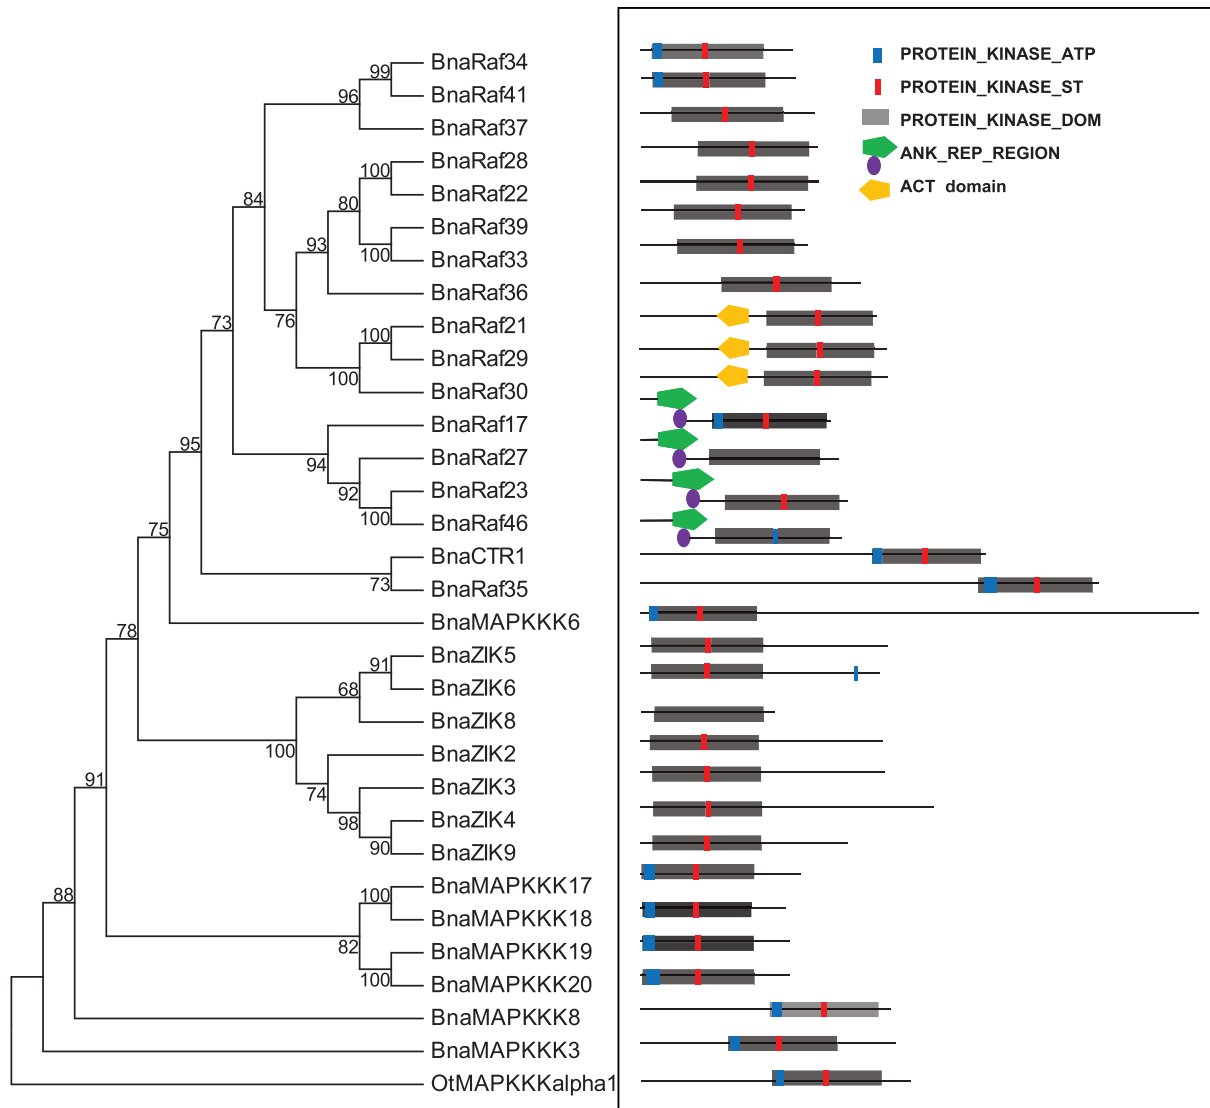 BnaRaf34
BnaRaf41
BnaRaf37
BnaRaf28
BnaRaf22
BnaRaf39
BnaRaf33
BnaRaf36
BnaRaf21
BnaRaf29
BnaRaf30
BnaRaf17
BnaRaf27
BnaRaf23
BnaRaf46
BnaCTR1
BnaRaf35
BnaMAPKKK6
BnaZIK5
BnaZIK6
BnaZIK8
BnaZIK2
BnaZIK3
BnaZIK4
BnaZIK9
BnaMAPKKK17
BnaMAPKKK18
BnaMAPKKK19
BnaMAPKKK20
BnaMAPKKK8
BnaMAPKKK3
OtMAPKKKalpha1
99
96
100
84
80
93
100
76
73
100
100
95
94
92
100
75
73
78
91
68
100
91
74
98
90
88
100
82
100
PROTEIN_KINASE_ATP
PROTEIN_KINASE_ST
PROTEIN_KINASE_DOM
ANK_REP_REGION
ACT domain